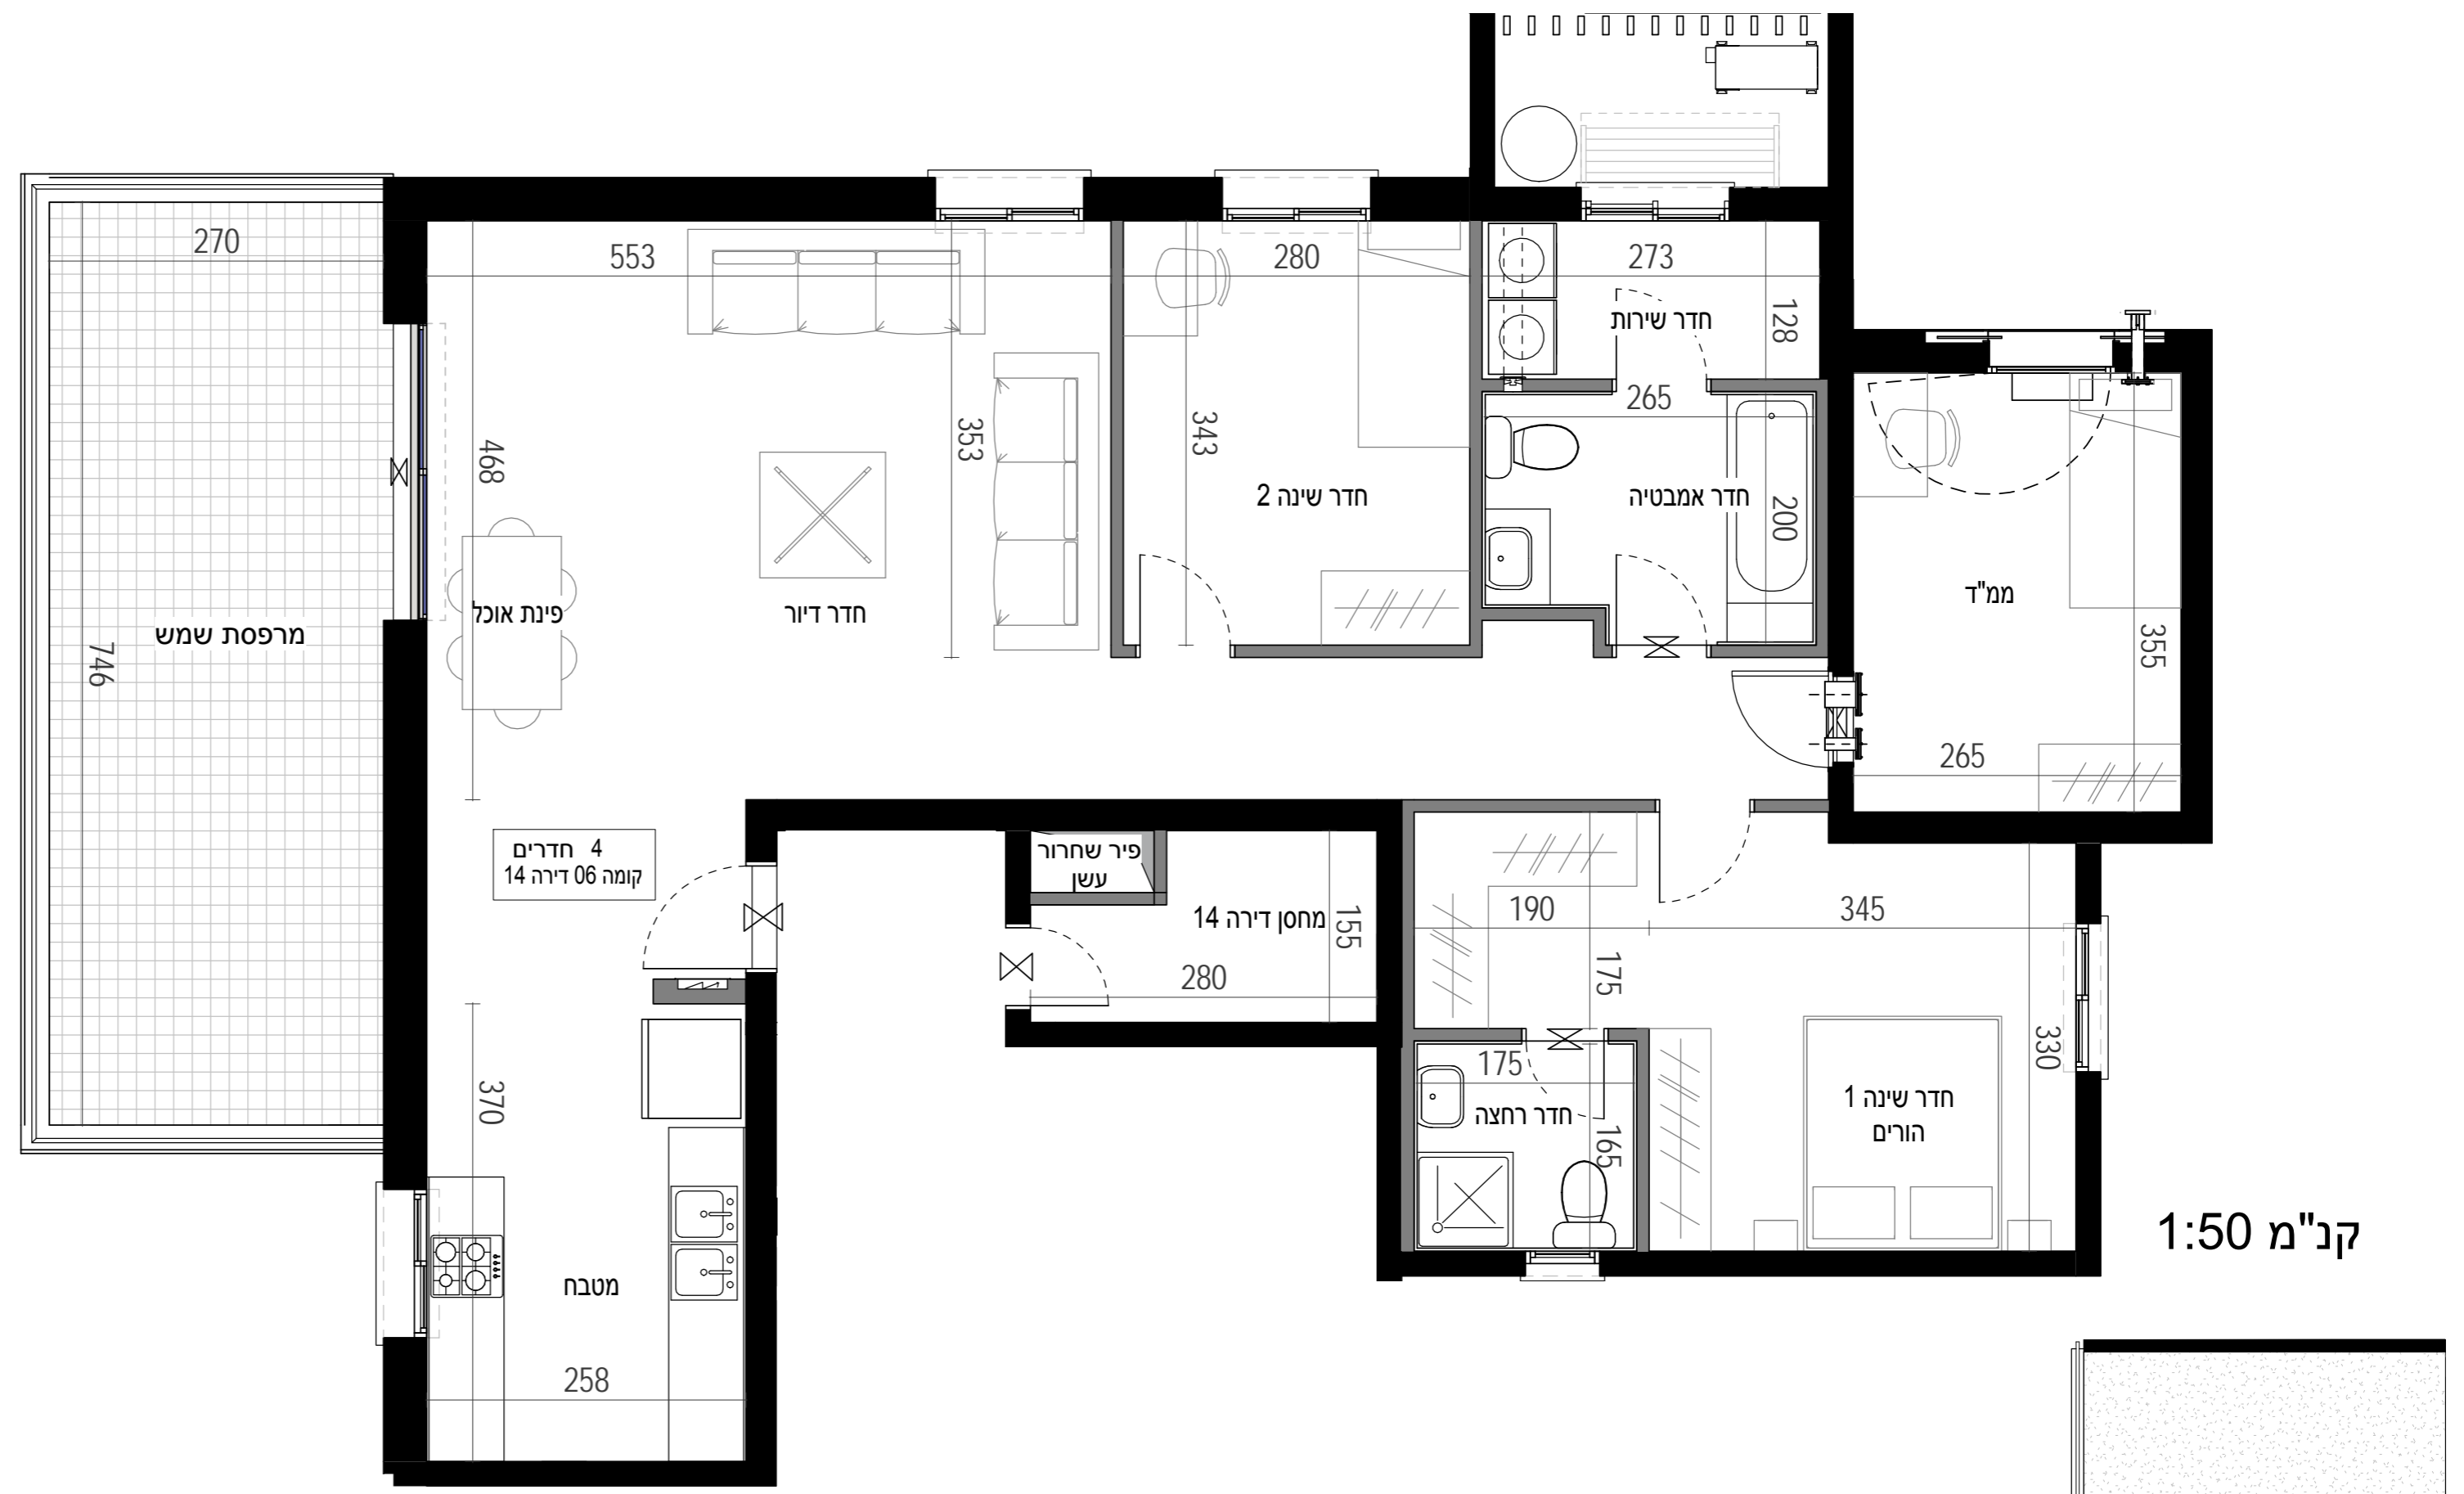 270
553
280
273
חדר שירות
128
265
468
353
343
חדר שינה 2
חדר אמבטיה
200
ממ"ד
פינת אוכל
חדר דיור
מרפסת שמש
746
355
265
4 חדרים
קומה 06 דירה 14
פיר שחרור
עשן
מחסן דירה 14
155
280
190
345
175
370
175
330
חדר רחצה
165
חדר שינה 1
הורים
קנ"מ 1:50
מטבח
258